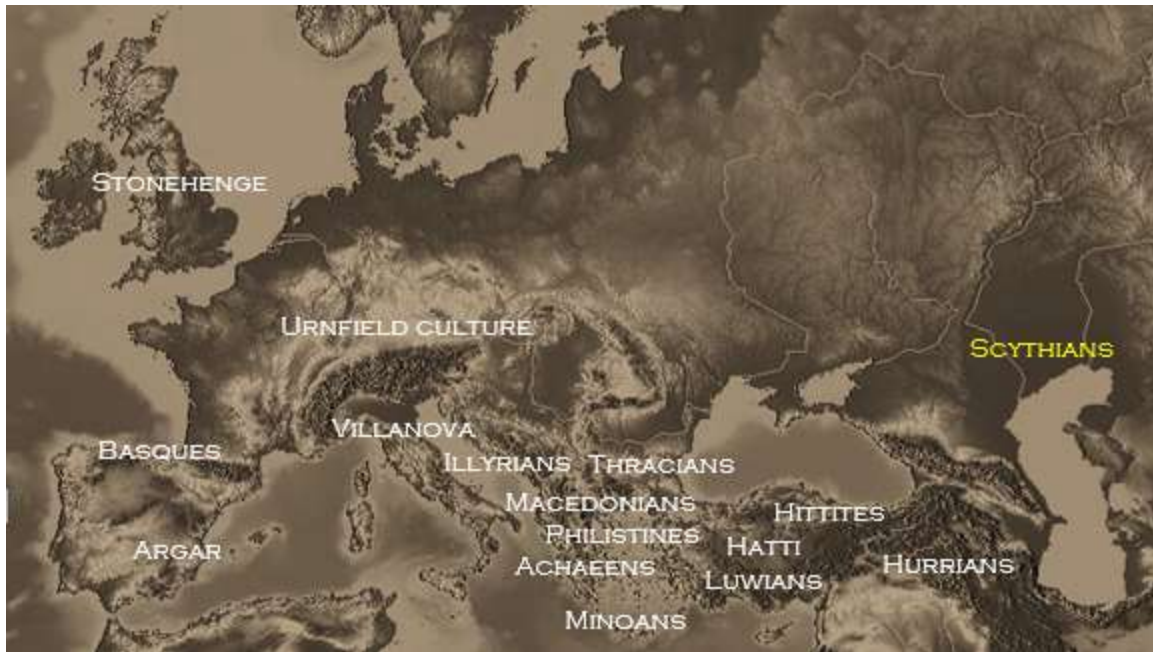 Stonehenge
Urnfield culture
Scythians
Villanova
Basques
Illyrians
Thracians
Macedonians
Hittites
Philistines
Hatti
Argar
Achaeens
Hurrians
Luwians
Minoans